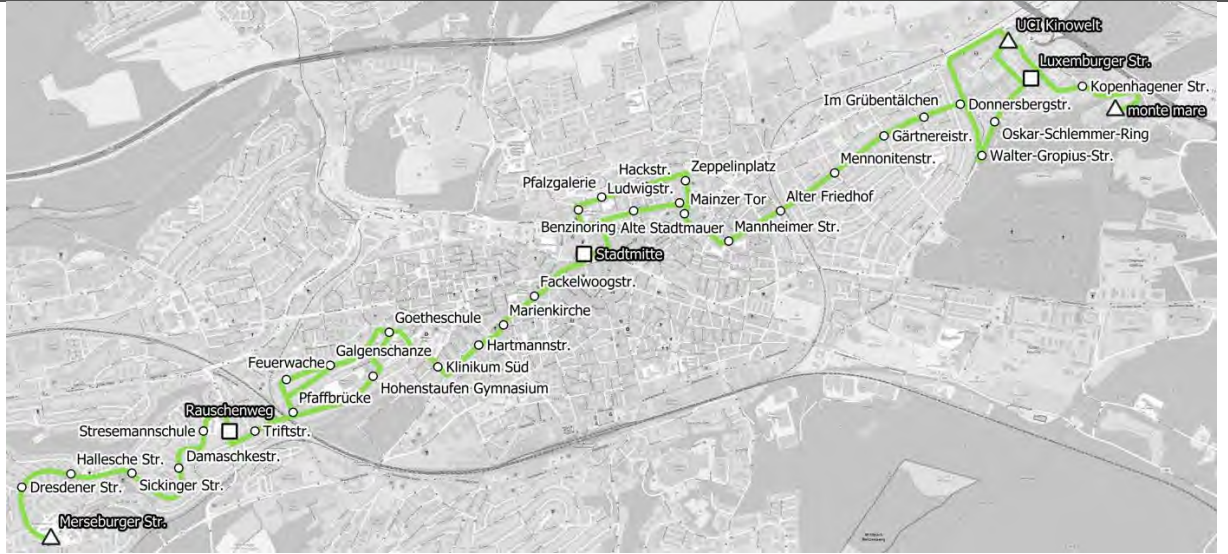 UCI Kinowelt
Luxemburger Str.
Kopenhagener Str.
monte mare
Im Grübentälchen
Donnersbergstr.
Gärtnereistr.
Oskar-Schlemmer-Ring
Walter-Gropius-Str.
Mennonitenstr.
Zeppelinplatz
Hackstr.
Pfalzgalerie
Ludwigstr.
Mainzer Tor
Alter Friedhof
Benzinoring
Alte Stadtmauer
Mannheimer Str.
Stadtmitte
Fackelwoogstr.
Marienkirche
Goetheschule
Hartmannstr.
Galgenschanze
Feuerwache
Klinikum Süd
Hohenstaufen Gymnasium
Pfaffbrücke
Rauschenweg
Stresemannschule
Triftstr.
Damaschkestr.
Hallesche Str.
Sickinger Str.
Dresdener Str.
Merseburger Str.